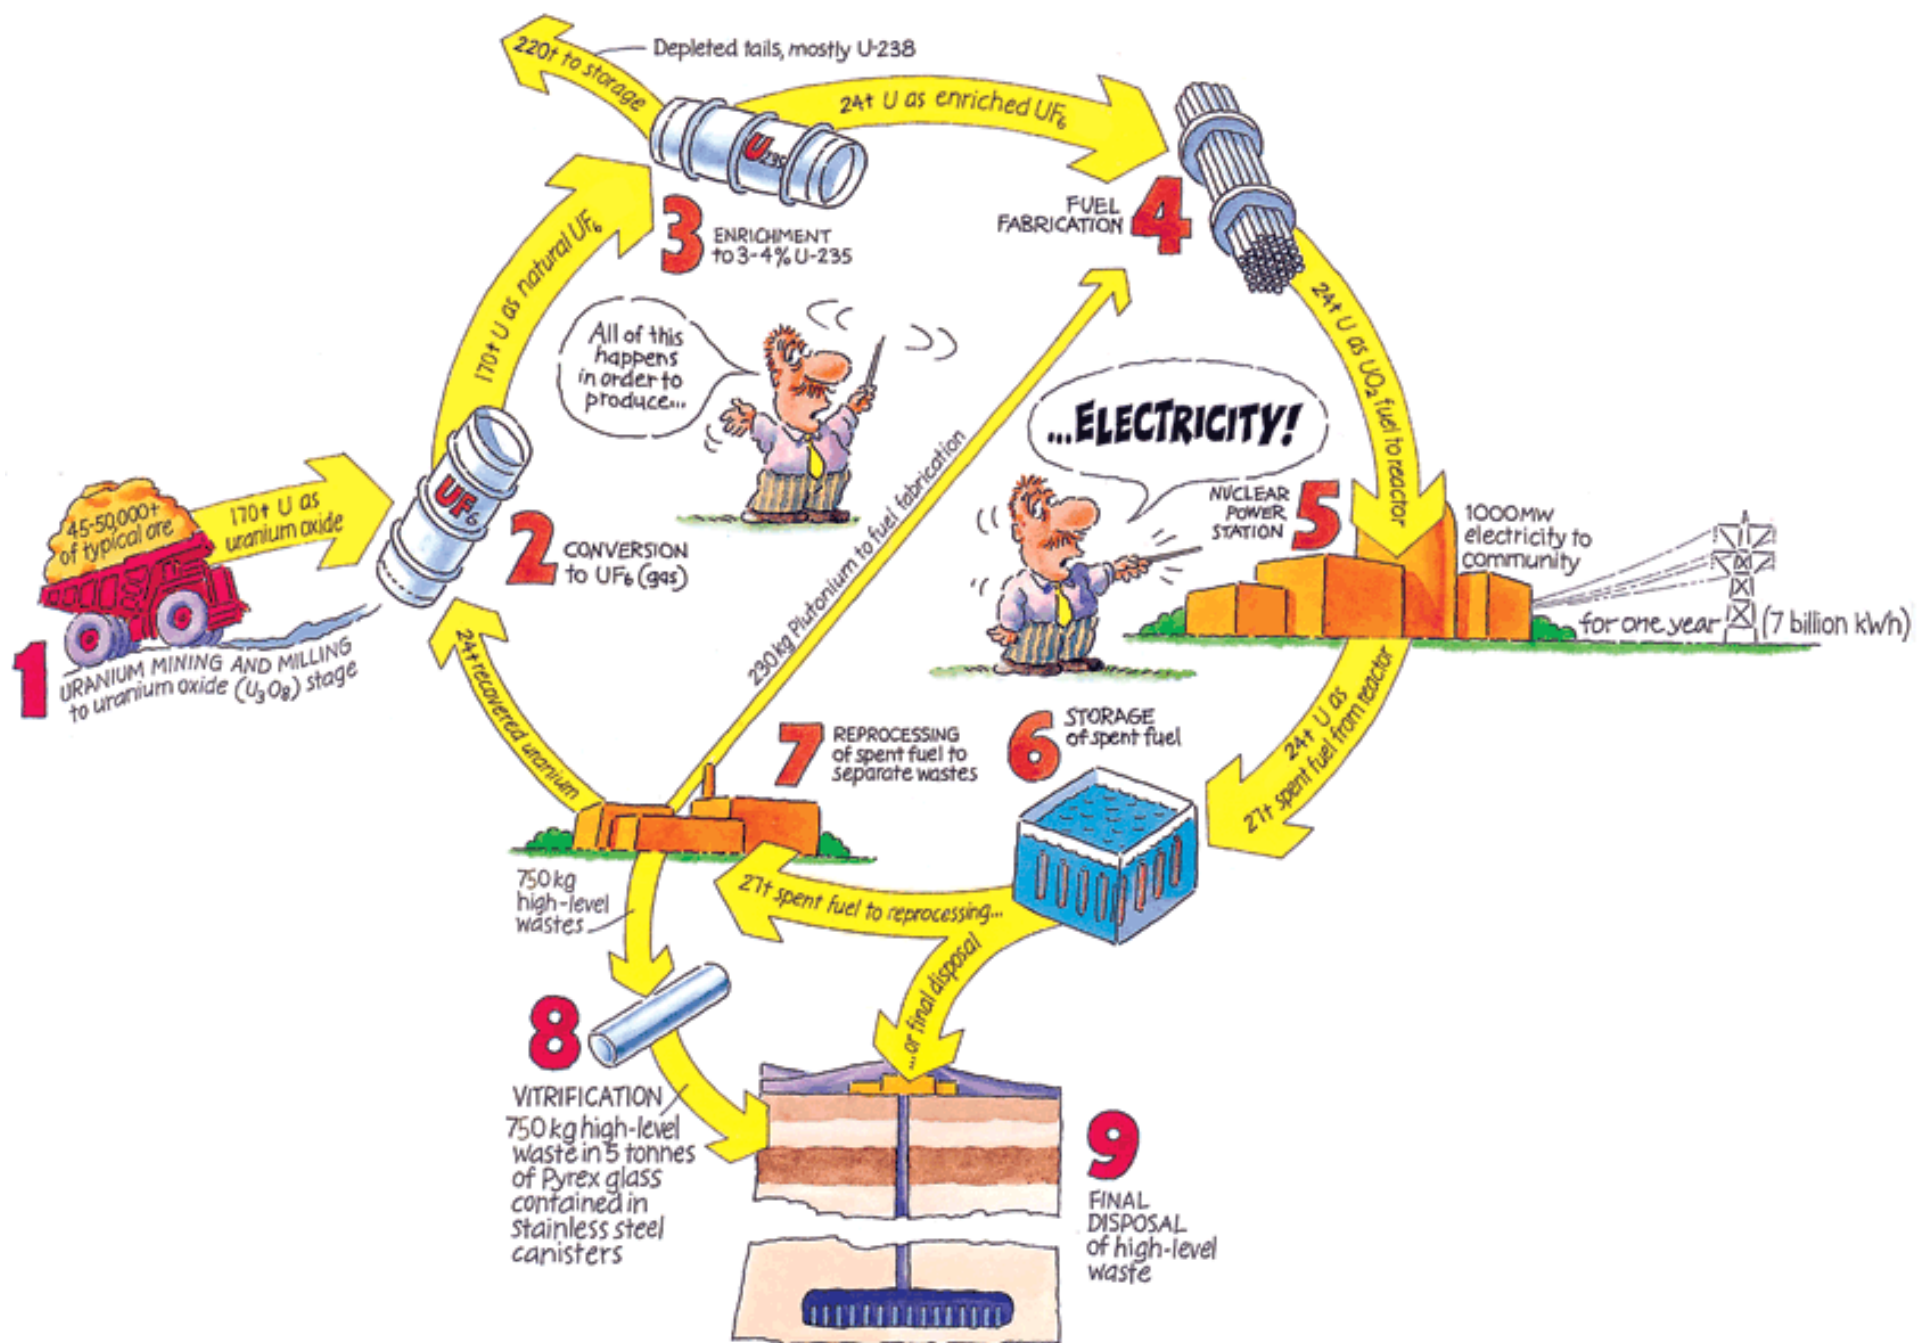 220t to storage
Depleted tails, mostly U-238
24t U as enriched UF₆
U₂₃₅
3
ENRICHMENT
to 3-4% U-235
FUEL
FABRICATION
4
170t U as natural UF₆
24t U as UO₂ fuel to reactor
All of this
happens
in order to
produce...
...ELECTRICITY!
45-50,000t
of typical ore
170t U as
uranium oxide
UF₆
2
CONVERSION
to UF₆ (gas)
1
URANIUM MINING AND MILLING
to uranium oxide (U₃O₈) stage
NUCLEAR
POWER
STATION
5
1000MW
electricity to
community
for one year
(7 billion kWh)
230 kg Plutonium to fuel fabrication
24t recovered uranium
24t U as
27t spent fuel from reactor
7
REPROCESSING
of spent fuel to
separate wastes
6
STORAGE
of spent fuel
27t spent fuel to reprocessing...
...or final disposal
750 kg
high-level
wastes
8
VITRIFICATION
750 kg high-level
waste in 5 tonnes
of Pyrex glass
contained in
stainless steel
canisters
9
FINAL
DISPOSAL
of high-level
waste